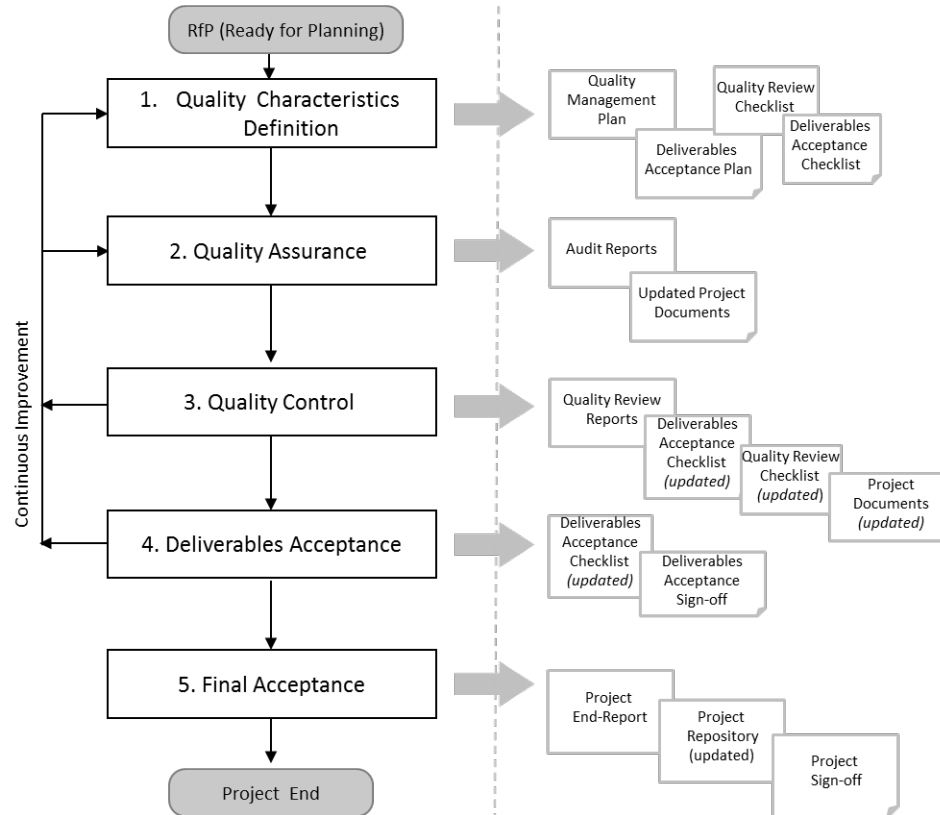 RfP (Ready for Planning)
1. Quality Characteristics
Definition
Quality
Management
Plan
Quality Review
Checklist
Deliverables
Acceptance Plan
Deliverables
Acceptance
Checklist
2. Quality Assurance
Audit Reports
Updated Project
Documents
Continuous Improvement
3. Quality Control
Quality Review
Reports
Deliverables
Acceptance
Checklist
(updated)
Quality Review
Checklist
(updated)
Project
Documents
(updated)
4. Deliverables Acceptance
Deliverables
Acceptance
Checklist
(updated)
Deliverables
Acceptance
Sign-off
5. Final Acceptance
Project
End-Report
Project
Repository
(updated)
Project
Sign-off
Project End